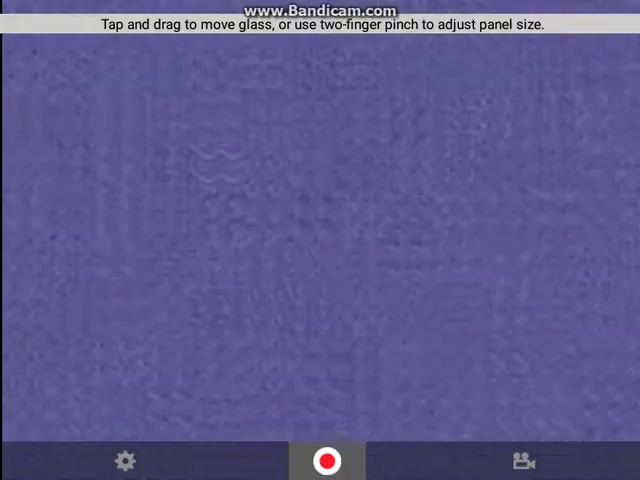 www.Bandicam.com
Tap and drag to move glass, or use two-finger pinch to adjust panel size.